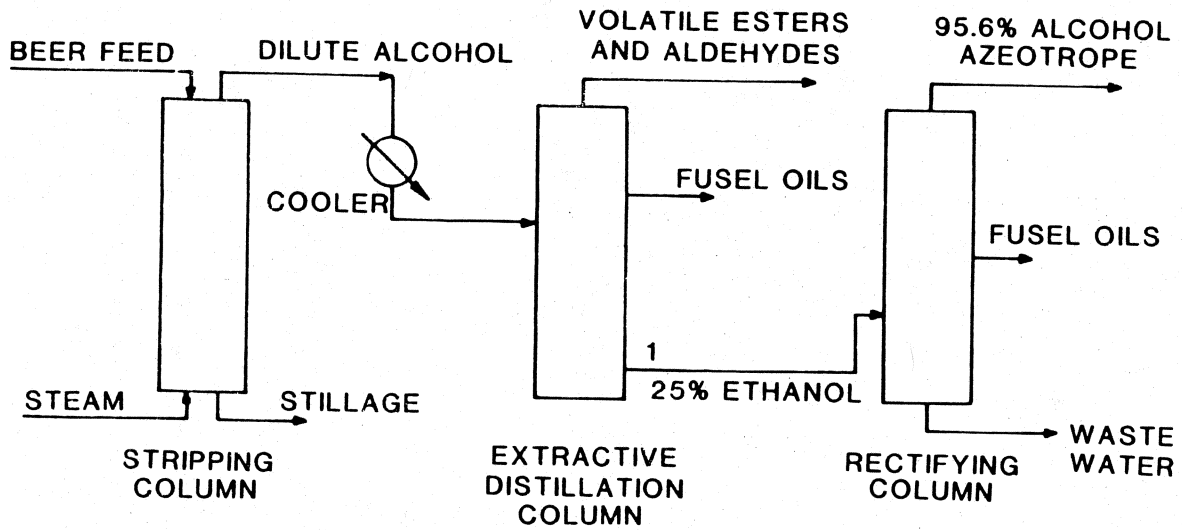 VOLATILE ESTERS
AND ALDEHYDES
95.6% ALCOHOL
AZEOTROPE
BEER FEED
DILUTE ALCOHOL
FUSEL OILS
COOLER
FUSEL OILS
1
25% ETHANOL
STEAM
STILLAGE
WASTE
WATER
STRIPPING
COLUMN
EXTRACTIVE
DISTILLATION
COLUMN
RECTIFYING
COLUMN